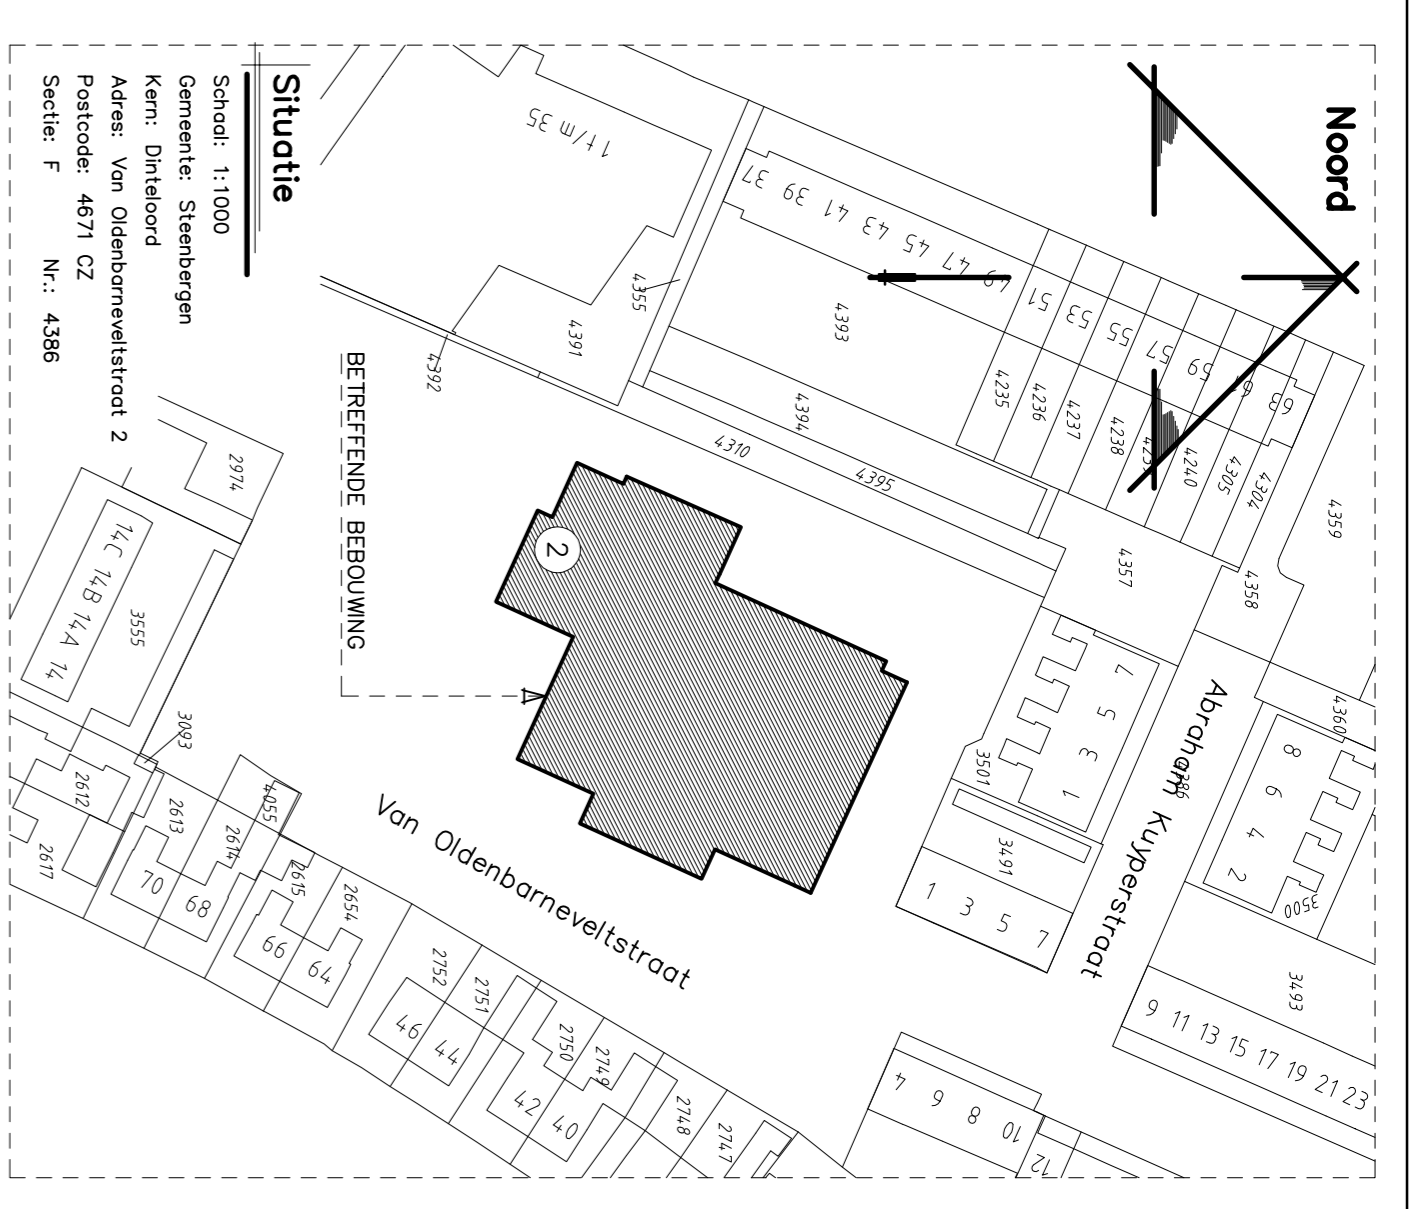 Noord
Situatie
Schaal: 1:1000
Gemeente: Steenbergen
Kern: Dinteloord
Adres: Van Oldenbarneveltstraat 2
Postcode: 4671 CZ
Sectie: F Nr.: 4386
BETREFFENDE BEBOUWING
2
Van Oldenbarneveltstraat
Abraham Kuyperstraat
4386
1 t/m 35
37 39 41 43 45 47 49 51 53 55 57 59 61 63
4355
4391
4392
4393
4394
4310
4395
4235
4236
4237
4238
4239
4240
4305
4304
4359
4357
4358
4360
1 3 5 7
3501
3491
1 3 5 7
2 4 6 8
3500
3493
9 11 13 15 17 19 21 23
4 6 8 10 12
2974
14C 14B 14A 14
3555
3093
2612
2617
2613
2614
4055
2615
2654
70
68
66
64
2752
2751
2750
2749
2748
2747
46
44
42
40